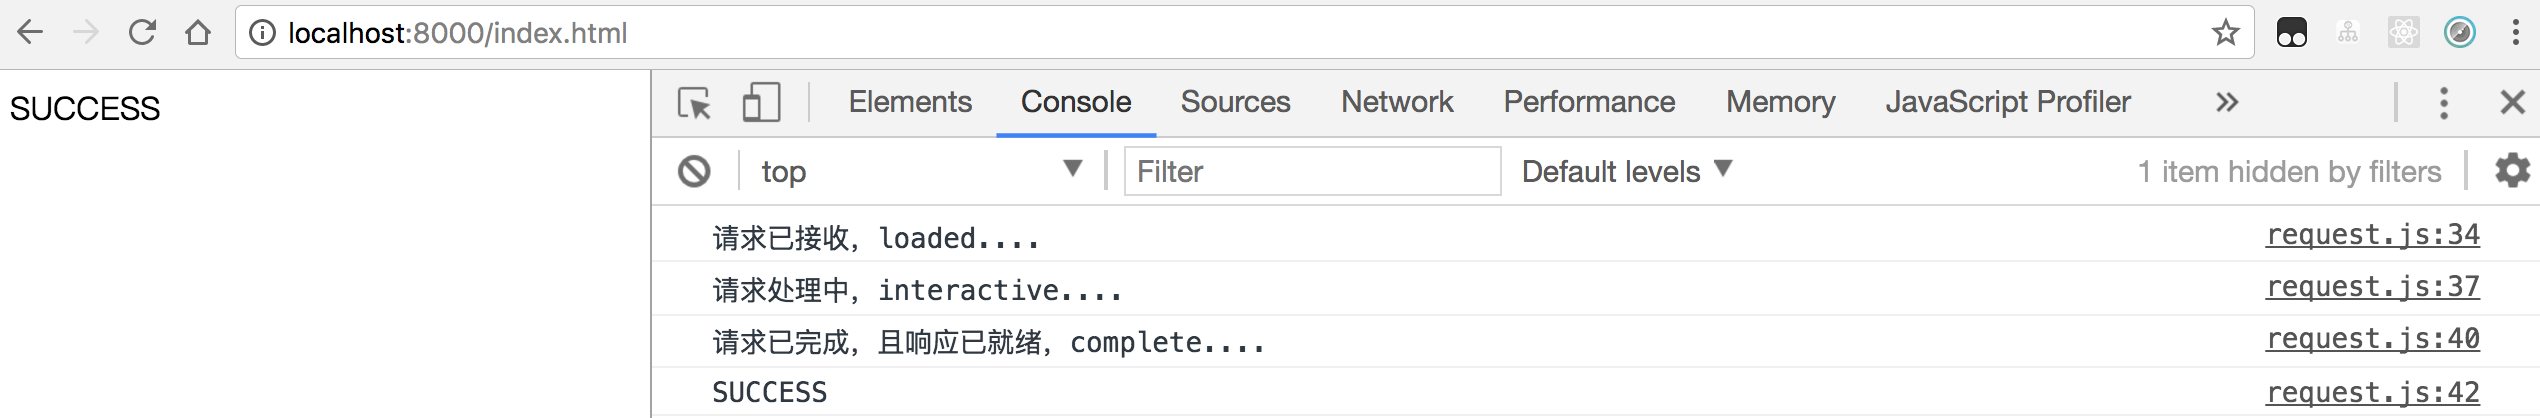 localhost:8000/index.html
SUCCESS
Elements Console Sources Network Performance Memory JavaScript Profiler
top Filter Default levels 1 item hidden by filters
请求已接收，loaded.... request.js:34
请求处理中，interactive.... request.js:37
请求已完成，且响应已就绪，complete.... request.js:40
SUCCESS request.js:42